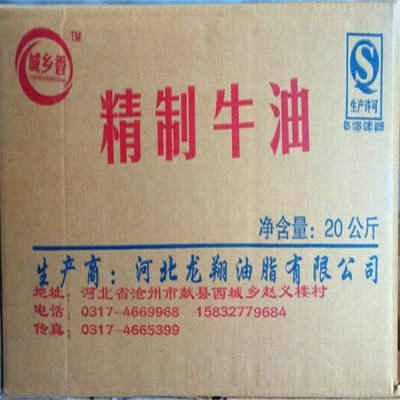 城乡香
TM
生产许可
精制牛油
净含量：20公斤
生产商：河北龙翔油脂有限公司
地址：河北省沧州市献县西城乡赵义楼村
电话：0317-4669968 15832779684
传真：0317-4665399